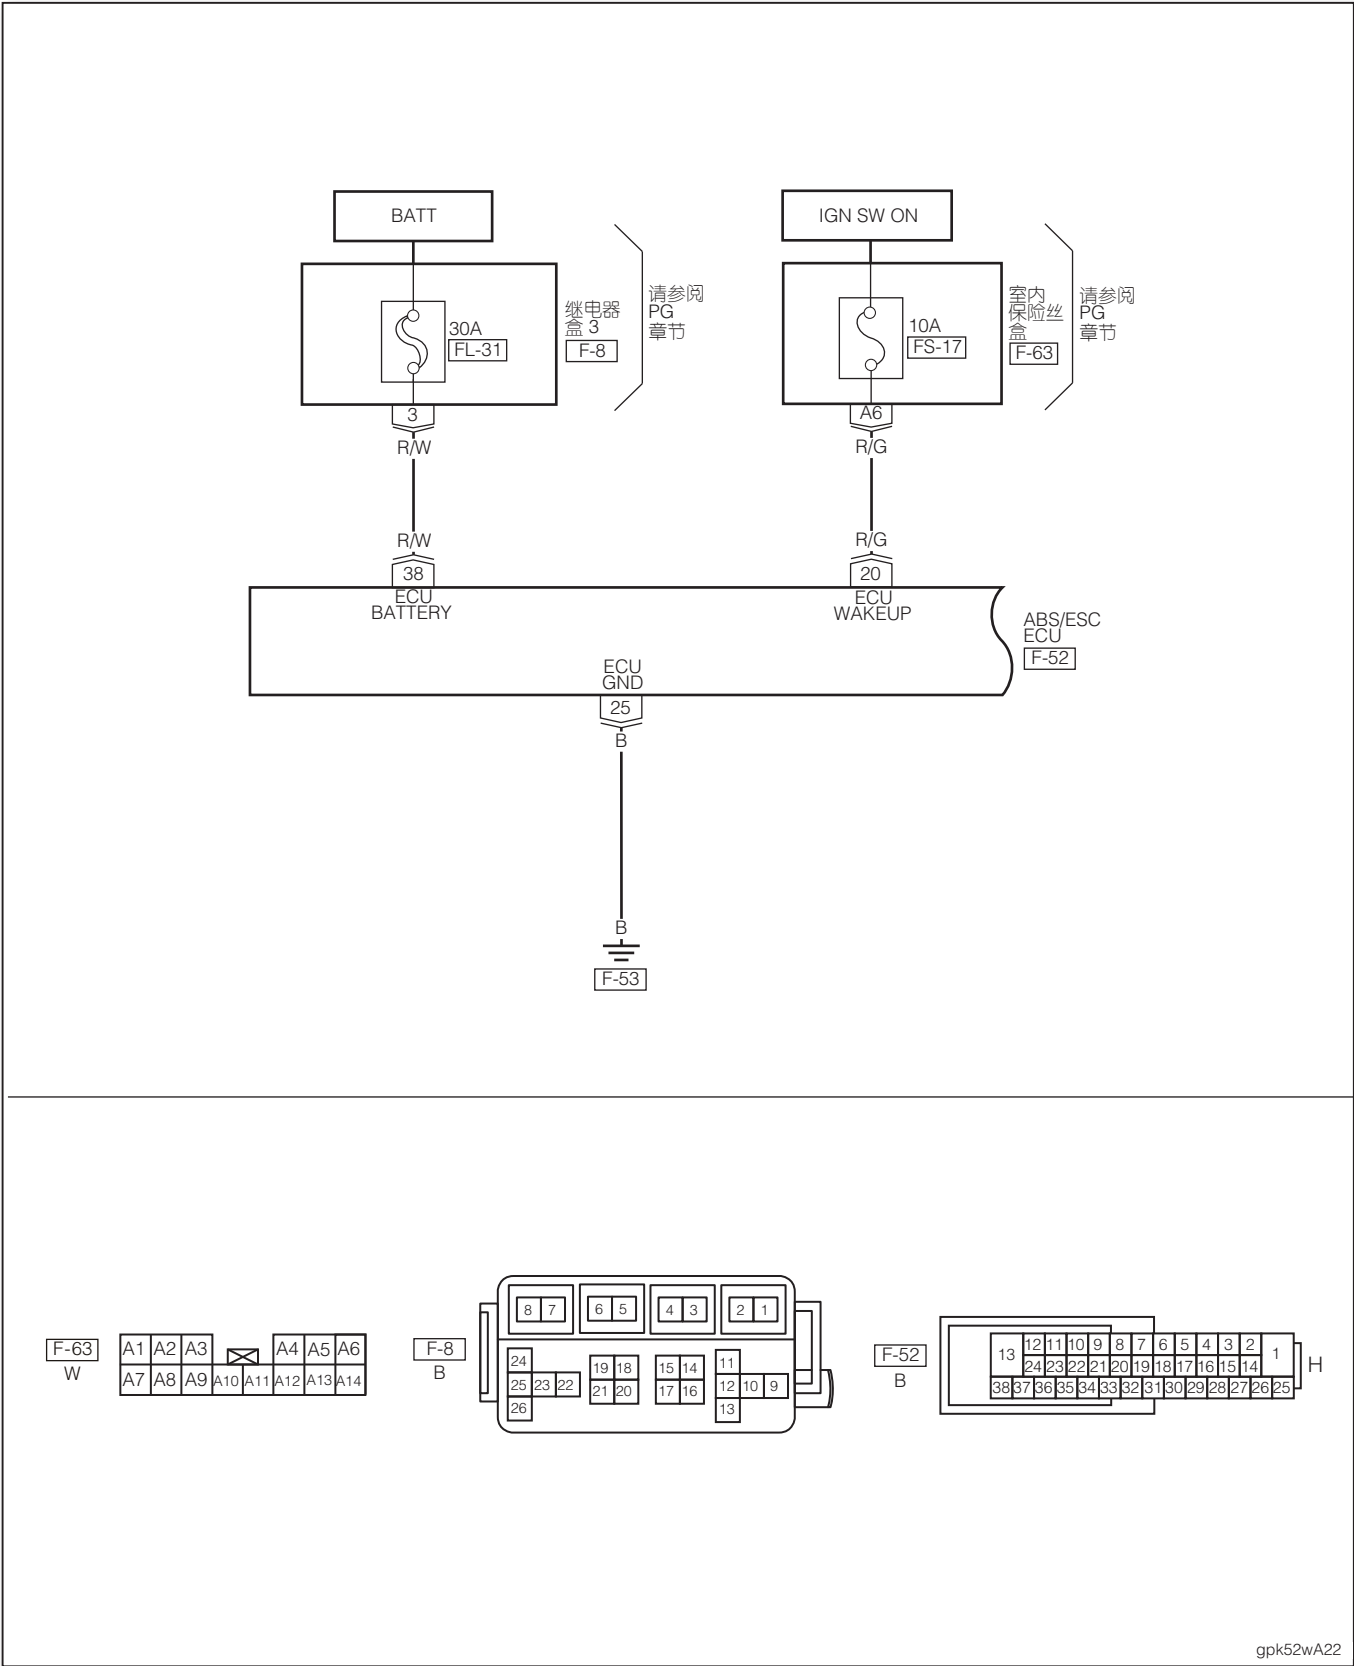 BATT
IGN SW ON
30A
FL-31
继电器
盒 3
F-8
请参阅
PG
章节
10A
FS-17
室内
保险丝
盒
F-63
请参阅
PG
章节
3
R/W
A6
R/G
R/W
38
ECU
BATTERY
R/G
20
ECU
WAKEUP
ABS/ESC
ECU
F-52
ECU
GND
25
B
B
F-53
F-63
W
A1 A2 A3 A4 A5 A6
A7 A8 A9 A10 A11 A12 A13 A14
F-8
B
8 7 6 5 4 3 2 1
24 19 18 15 14 11
25 23 22 21 20 17 16 12 10 9
26 13
F-52
B
13 12 11 10 9 8 7 6 5 4 3 2 1
24 23 22 21 20 19 18 17 16 15 14
38 37 36 35 34 33 32 31 30 29 28 27 26 25
H
gpk52wA22